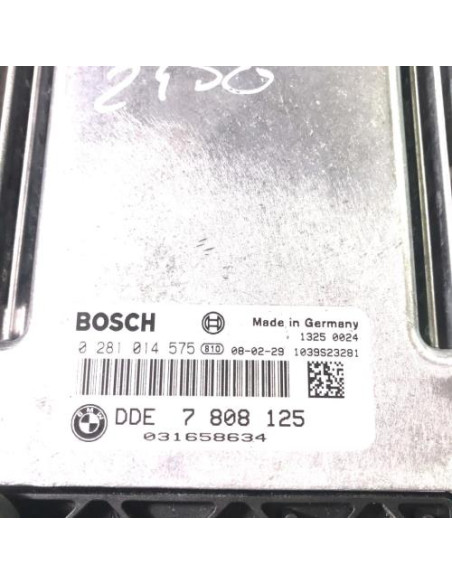 2450
BOSCH Made in Germany
1325 0024
0 281 014 575 810 08-02-29 1039S23281
BMW DDE 7 808 125
031658634